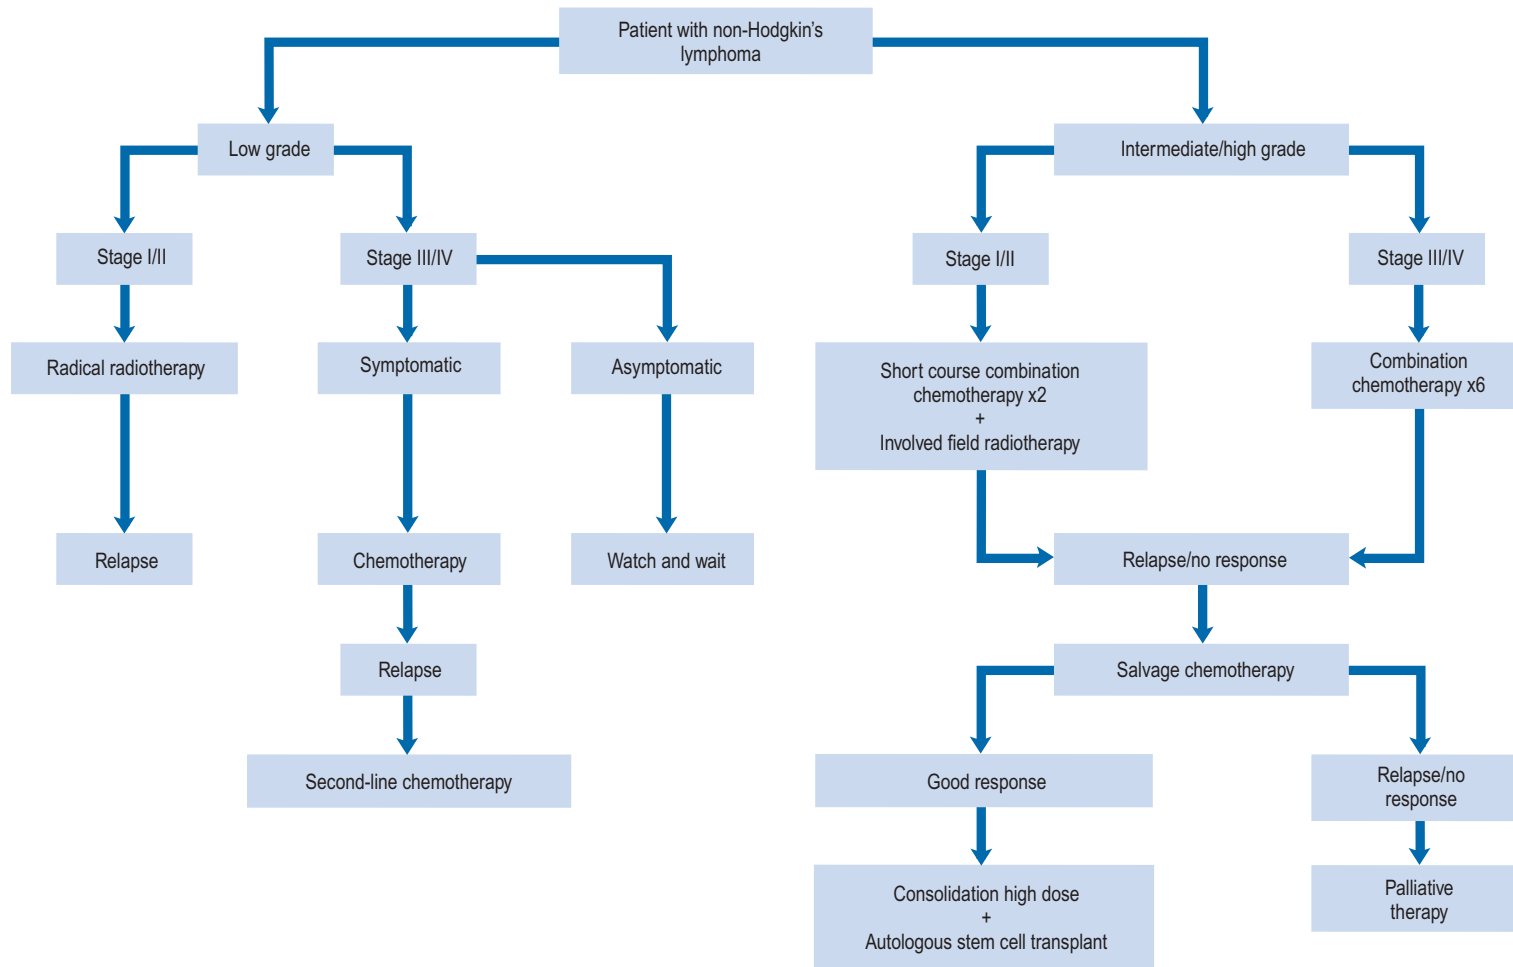 Patient with non-Hodgkin’s
lymphoma
Low grade
Intermediate/high grade
Stage I/II
Stage III/IV
Stage I/II
Stage III/IV
Radical radiotherapy
Symptomatic
Asymptomatic
Short course combination
chemotherapy x2
+
Involved field radiotherapy
Combination
chemotherapy x6
Relapse
Chemotherapy
Watch and wait
Relapse/no response
Relapse
Salvage chemotherapy
Second-line chemotherapy
Good response
Relapse/no
response
Consolidation high dose
+
Autologous stem cell transplant
Palliative
therapy